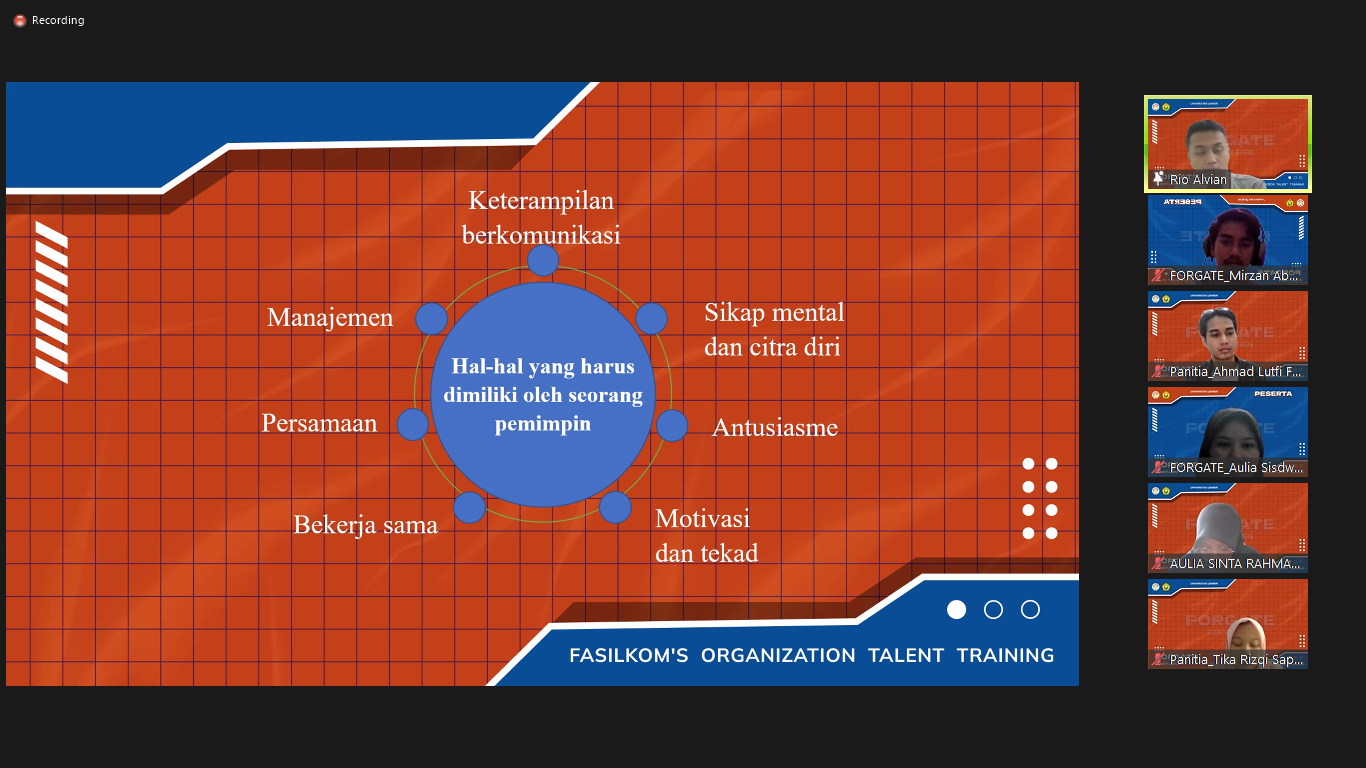 Recording
Keterampilan
berkomunikasi
Manajemen
Sikap mental
dan citra diri
Hal-hal yang harus
dimiliki oleh seorang
pemimpin
Persamaan
Antusiasme
Bekerja sama
Motivasi
dan tekad
FASILKOM'S ORGANIZATION TALENT TRAINING
Rio Alvian
FORGATE_Mirzan Ab...
Panitia_Ahmad Lutfi F...
PESERTA
FORGATE_Aulia Sisdw...
AULIA SINTA RAHMA...
Panitia_Tika Rizqi Sap...